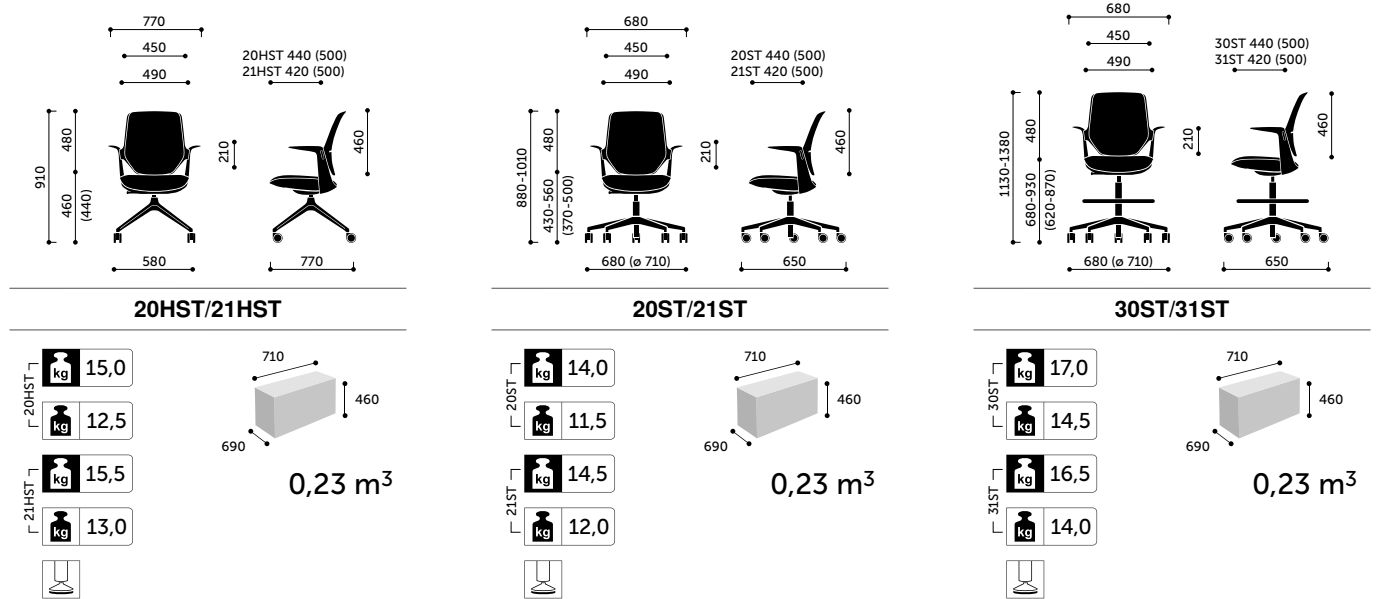 770
450
490
20HST 440 (500)
21HST 420 (500)
910
480
460
(440)
210
460
580
770
20HST/21HST
20HST
kg 15,0
kg 12,5
21HST
kg 15,5
kg 13,0
710
460
690
0,23 m³
680
450
490
20ST 440 (500)
21ST 420 (500)
880-1010
480
430-560
(370-500)
210
460
680 (ø 710)
650
20ST/21ST
20ST
kg 14,0
kg 11,5
21ST
kg 14,5
kg 12,0
710
460
690
0,23 m³
680
450
490
30ST 440 (500)
31ST 420 (500)
1130-1380
480
680-930
(620-870)
210
460
680 (ø 710)
650
30ST/31ST
30ST
kg 17,0
kg 14,5
31ST
kg 16,5
kg 14,0
710
460
690
0,23 m³